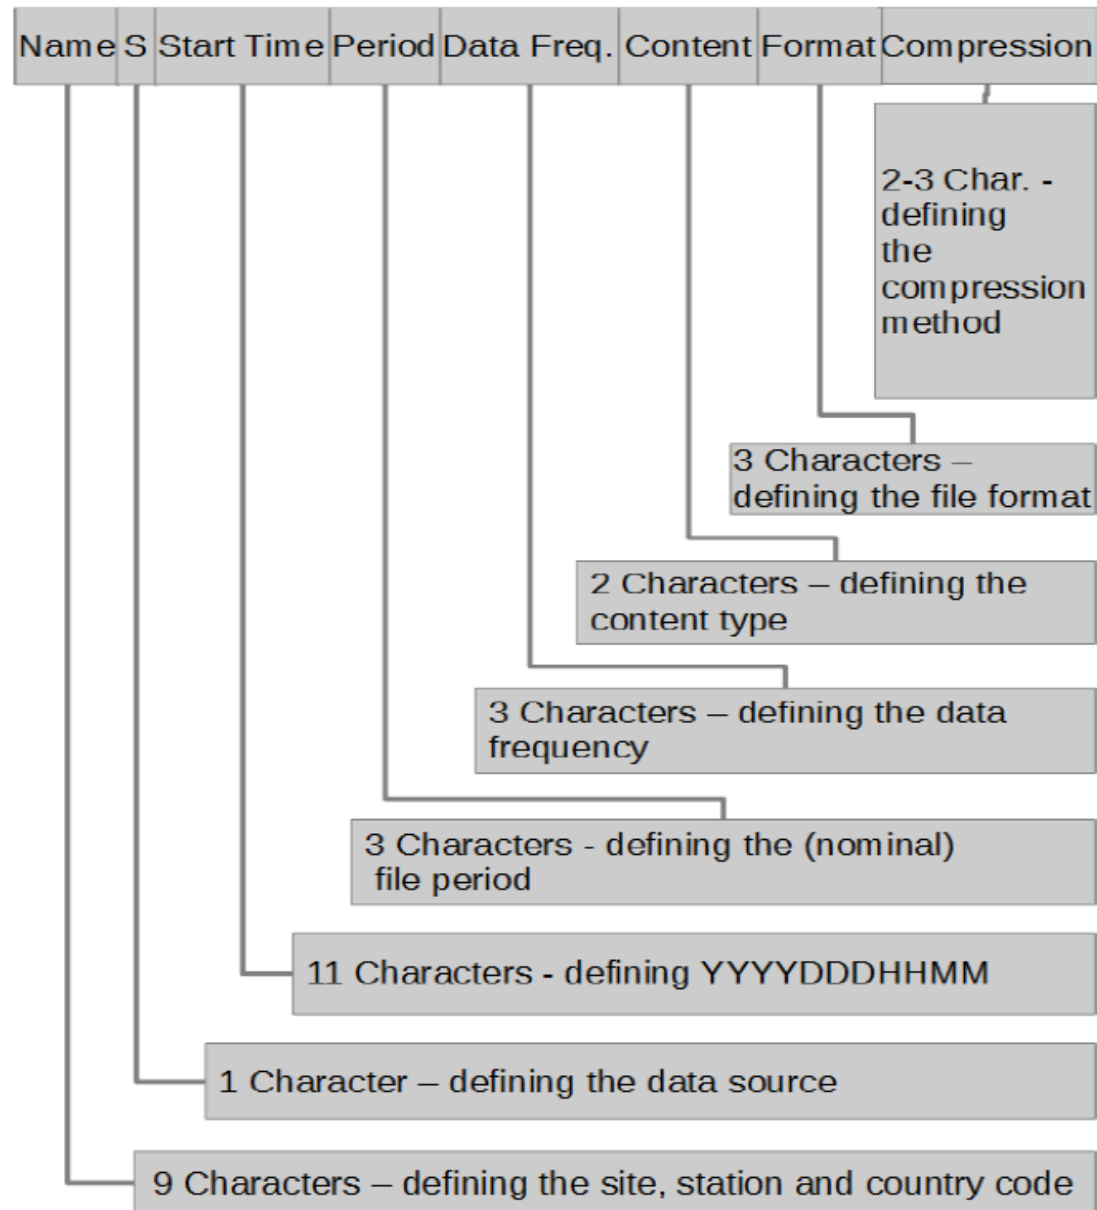 Name S Start Time Period Data Freq. Content Format Compression
2-3 Char. -
defining
the
compression
method
3 Characters –
defining the file format
2 Characters – defining the
content type
3 Characters – defining the data
frequency
3 Characters - defining the (nominal)
file period
11 Characters - defining YYYYDDDHHMM
1 Character – defining the data source
9 Characters – defining the site, station and country code